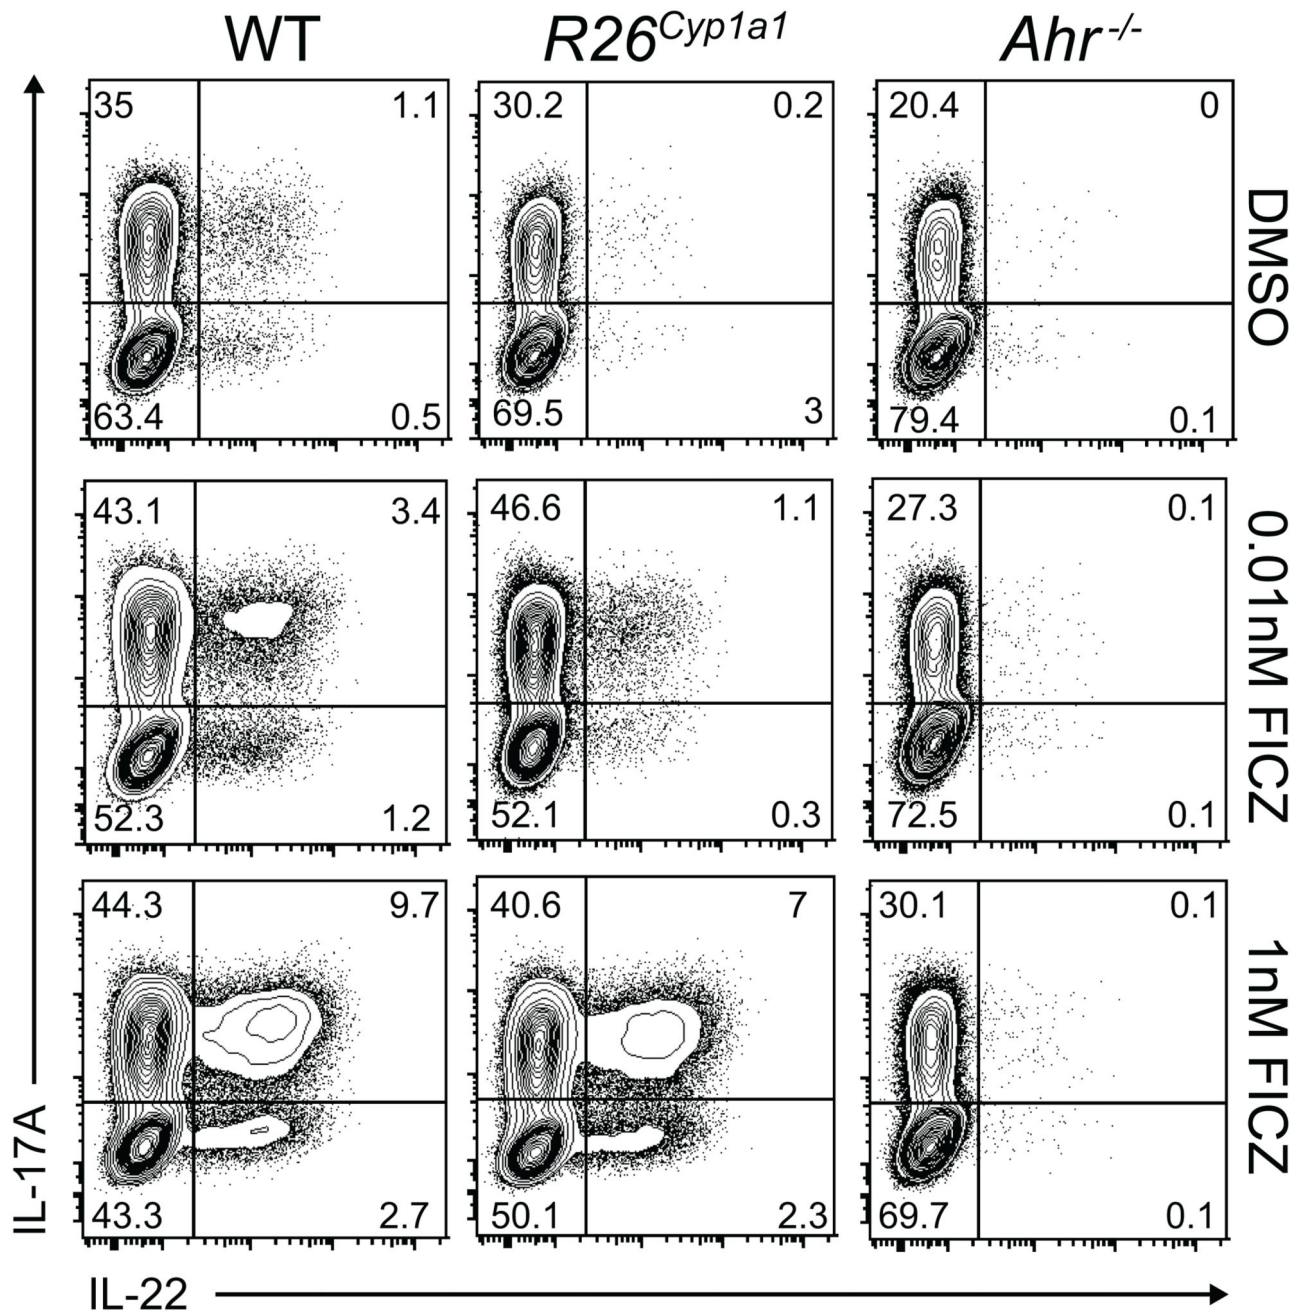 WT R26Cyp1a1 Ahr-/-
35 1.1 30.2 0.2 20.4 0
63.4 0.5 69.5 3 79.4 0.1
DMSO
43.1 3.4 46.6 1.1 27.3 0.1
52.3 1.2 52.1 0.3 72.5 0.1
0.01nM FICZ
44.3 9.7 40.6 7 30.1 0.1
43.3 2.7 50.1 2.3 69.7 0.1
1nM FICZ
IL-17A
IL-22